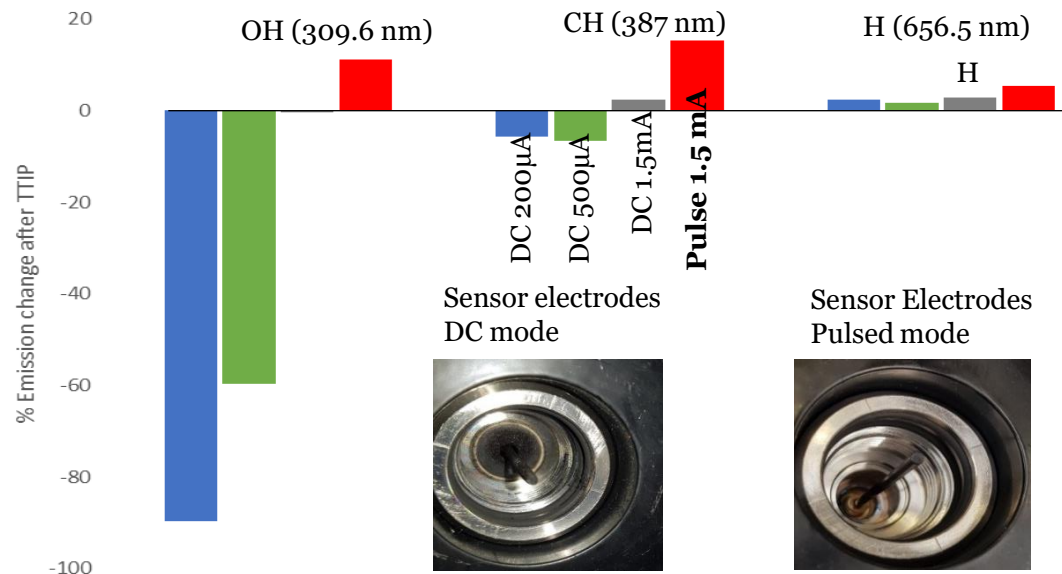 20
OH (309.6 nm)
CH (387 nm)
H (656.5 nm)
H
0
-20
-40
-60
-80
-100
% Emission change after TTIP
DC 200µA
DC 500µA
DC 1.5mA
Pulse 1.5 mA
Sensor electrodes
DC mode
Sensor Electrodes
Pulsed mode